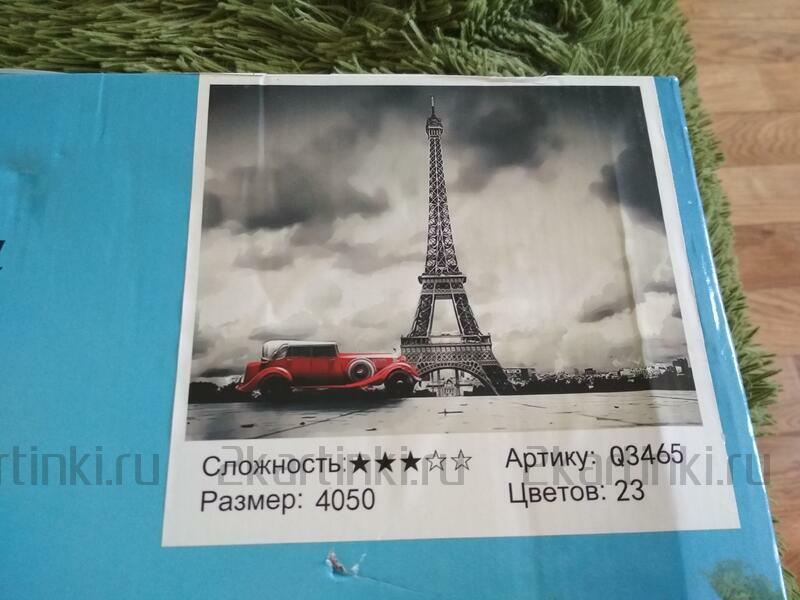 Сложность:★★★☆☆ Артику: Q3465
Размер: 4050 Цветов: 23
2kartinki.ru